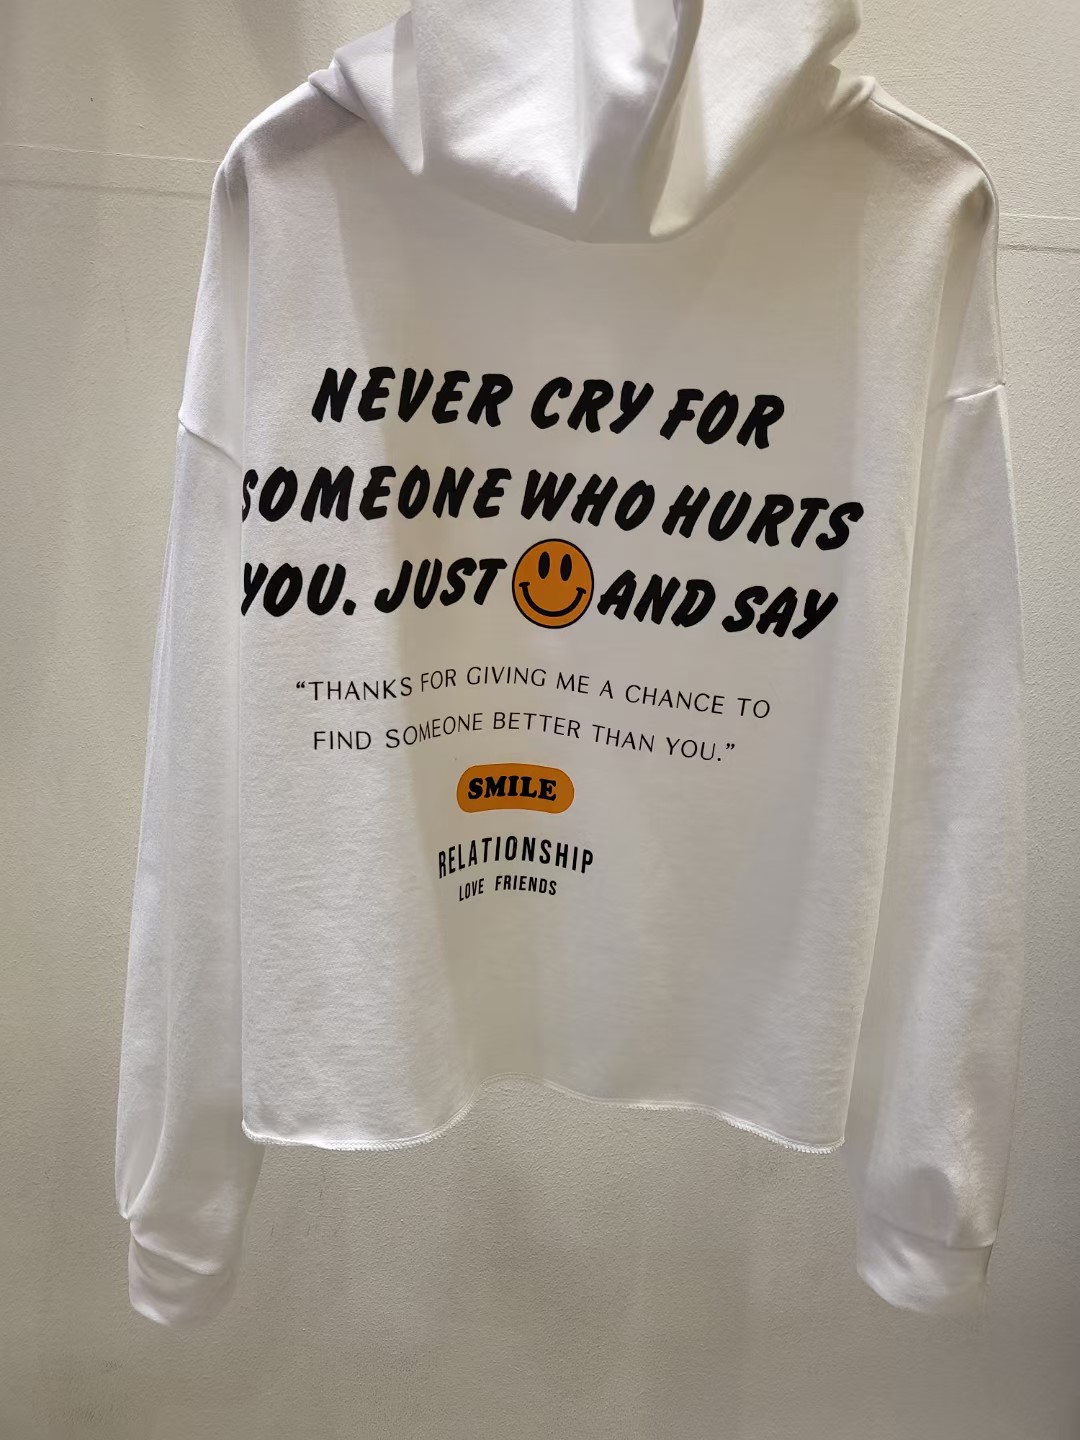 NEVER CRY FOR
SOMEONE WHO HURTS
YOU. JUST AND SAY
“THANKS FOR GIVING ME A CHANCE TO
FIND SOMEONE BETTER THAN YOU.”
SMILE
RELATIONSHIP
LOVE FRIENDS